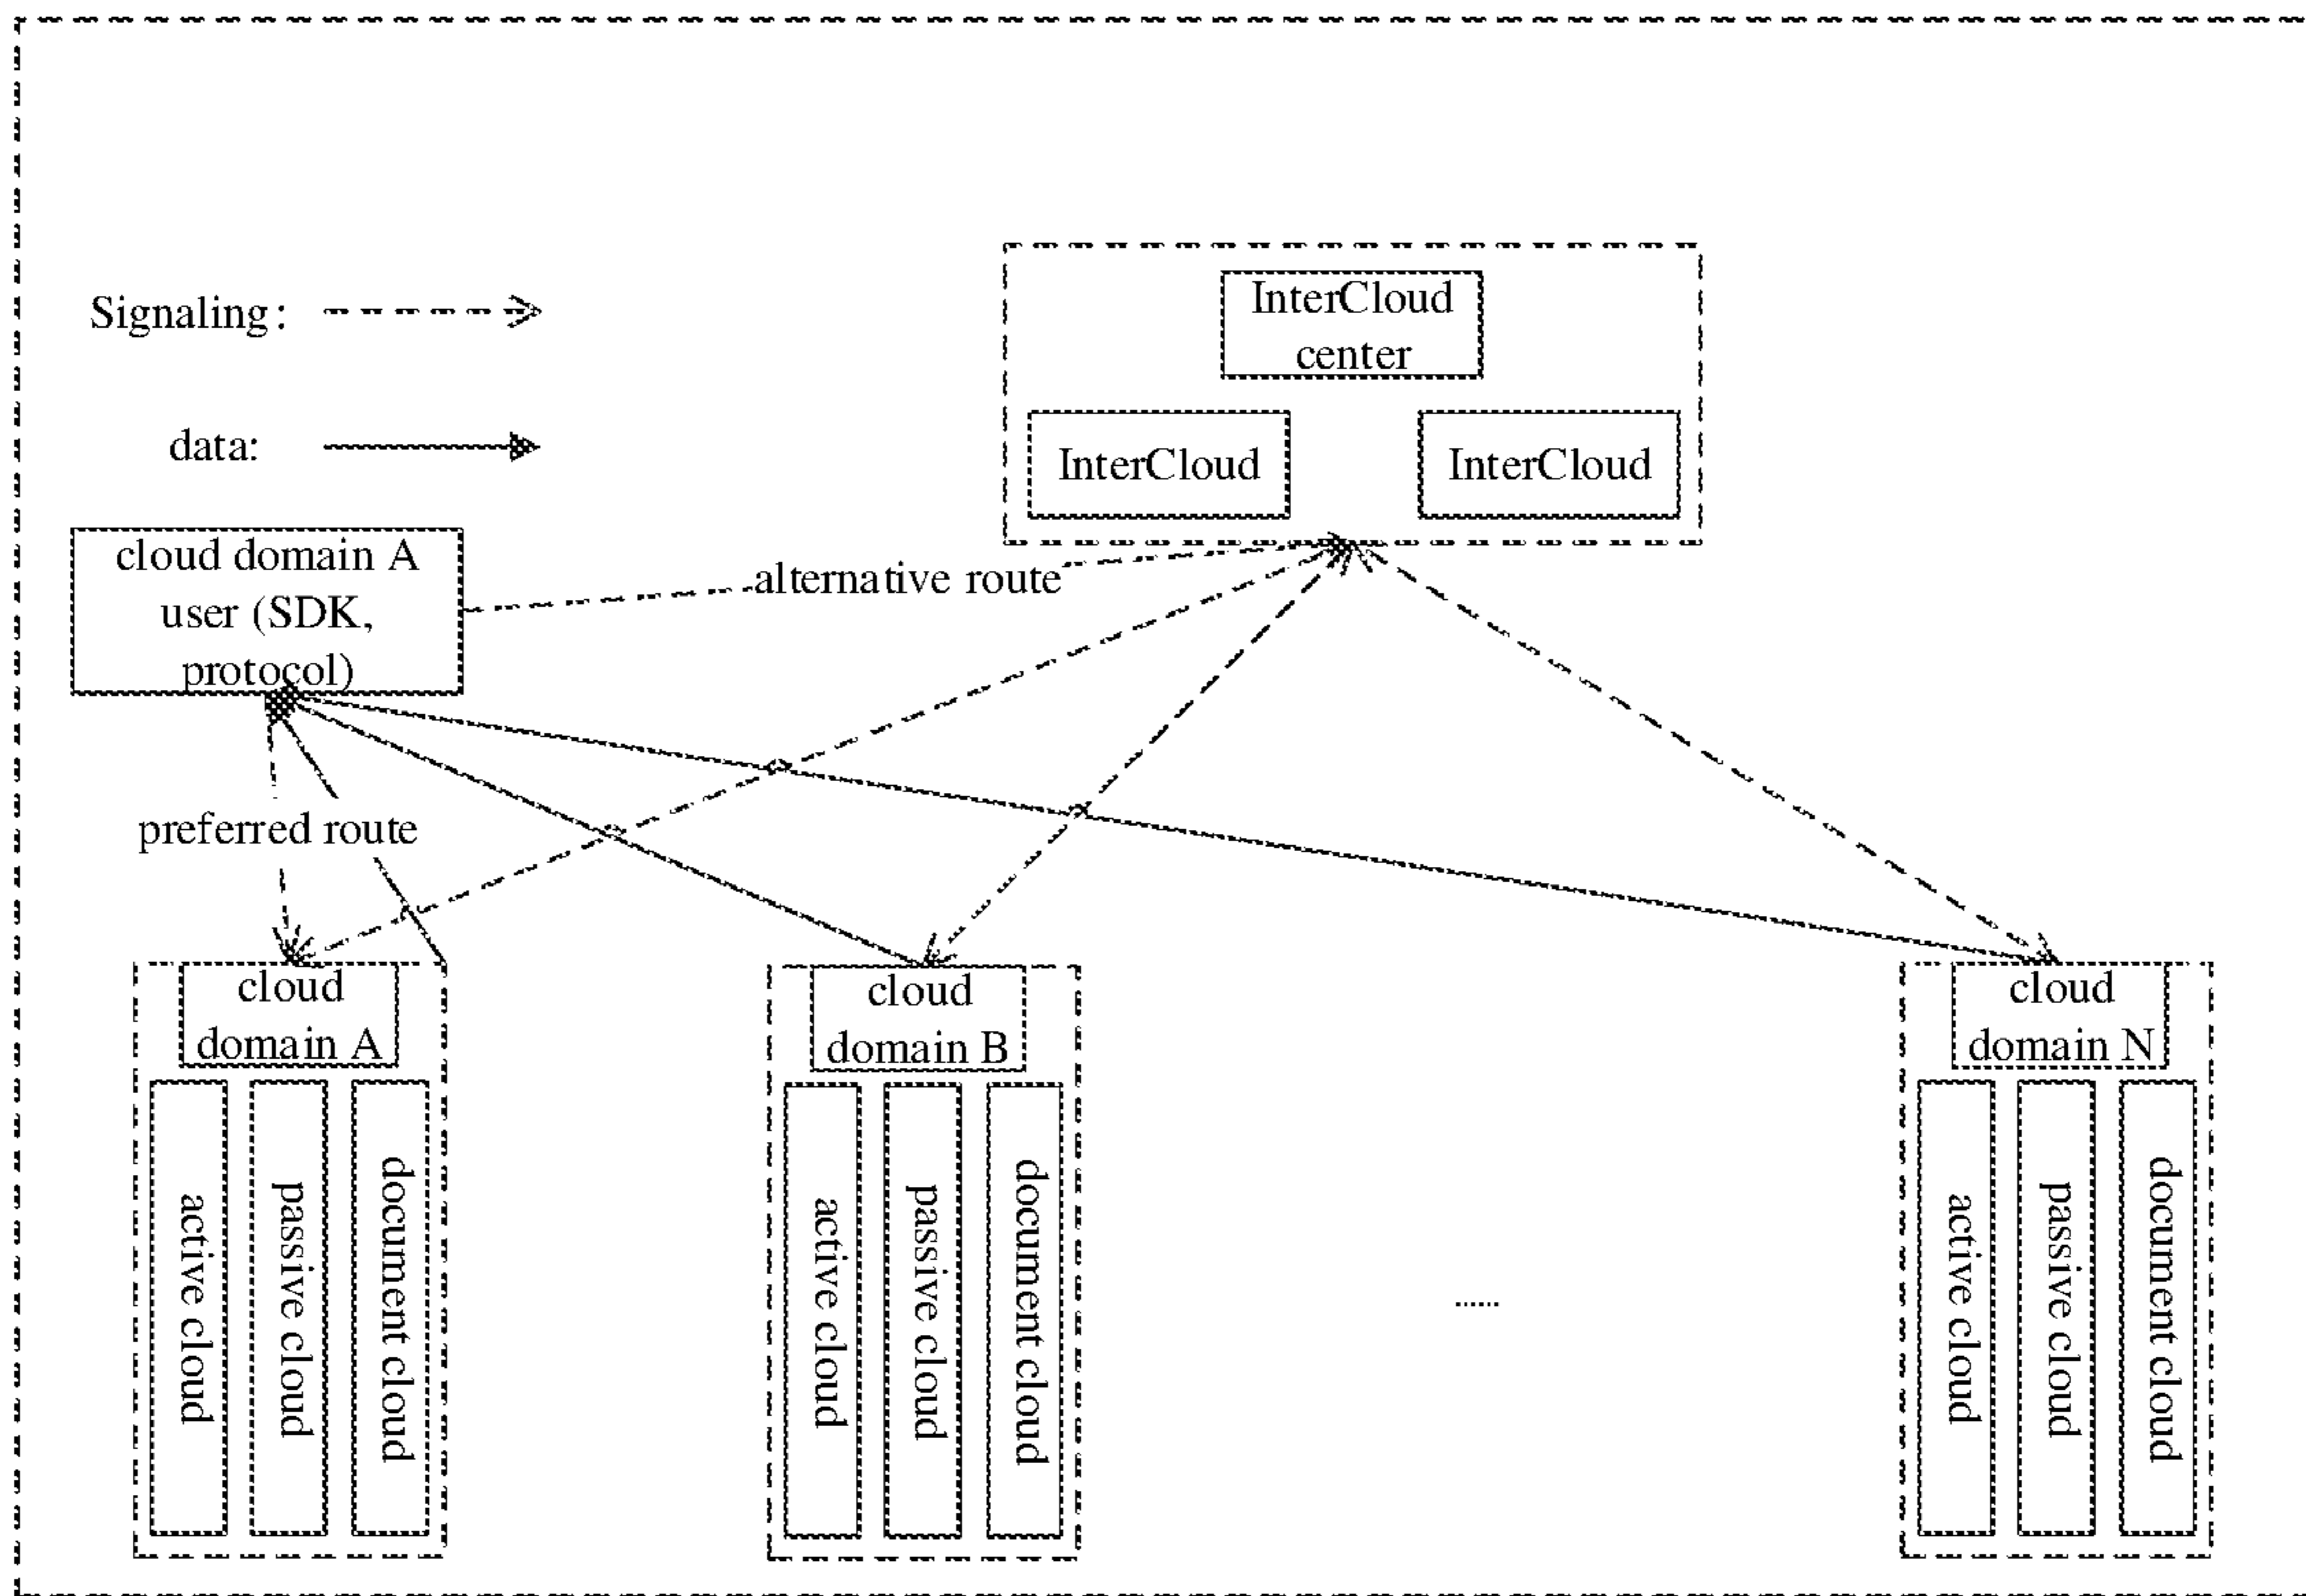 Signaling:
data:
InterCloud
center
InterCloud
InterCloud
cloud domain A
user (SDK,
protocol)
alternative route
preferred route
cloud
domain A
active cloud
passive cloud
document cloud
cloud
domain B
active cloud
passive cloud
document cloud
......
cloud
domain N
active cloud
passive cloud
document cloud